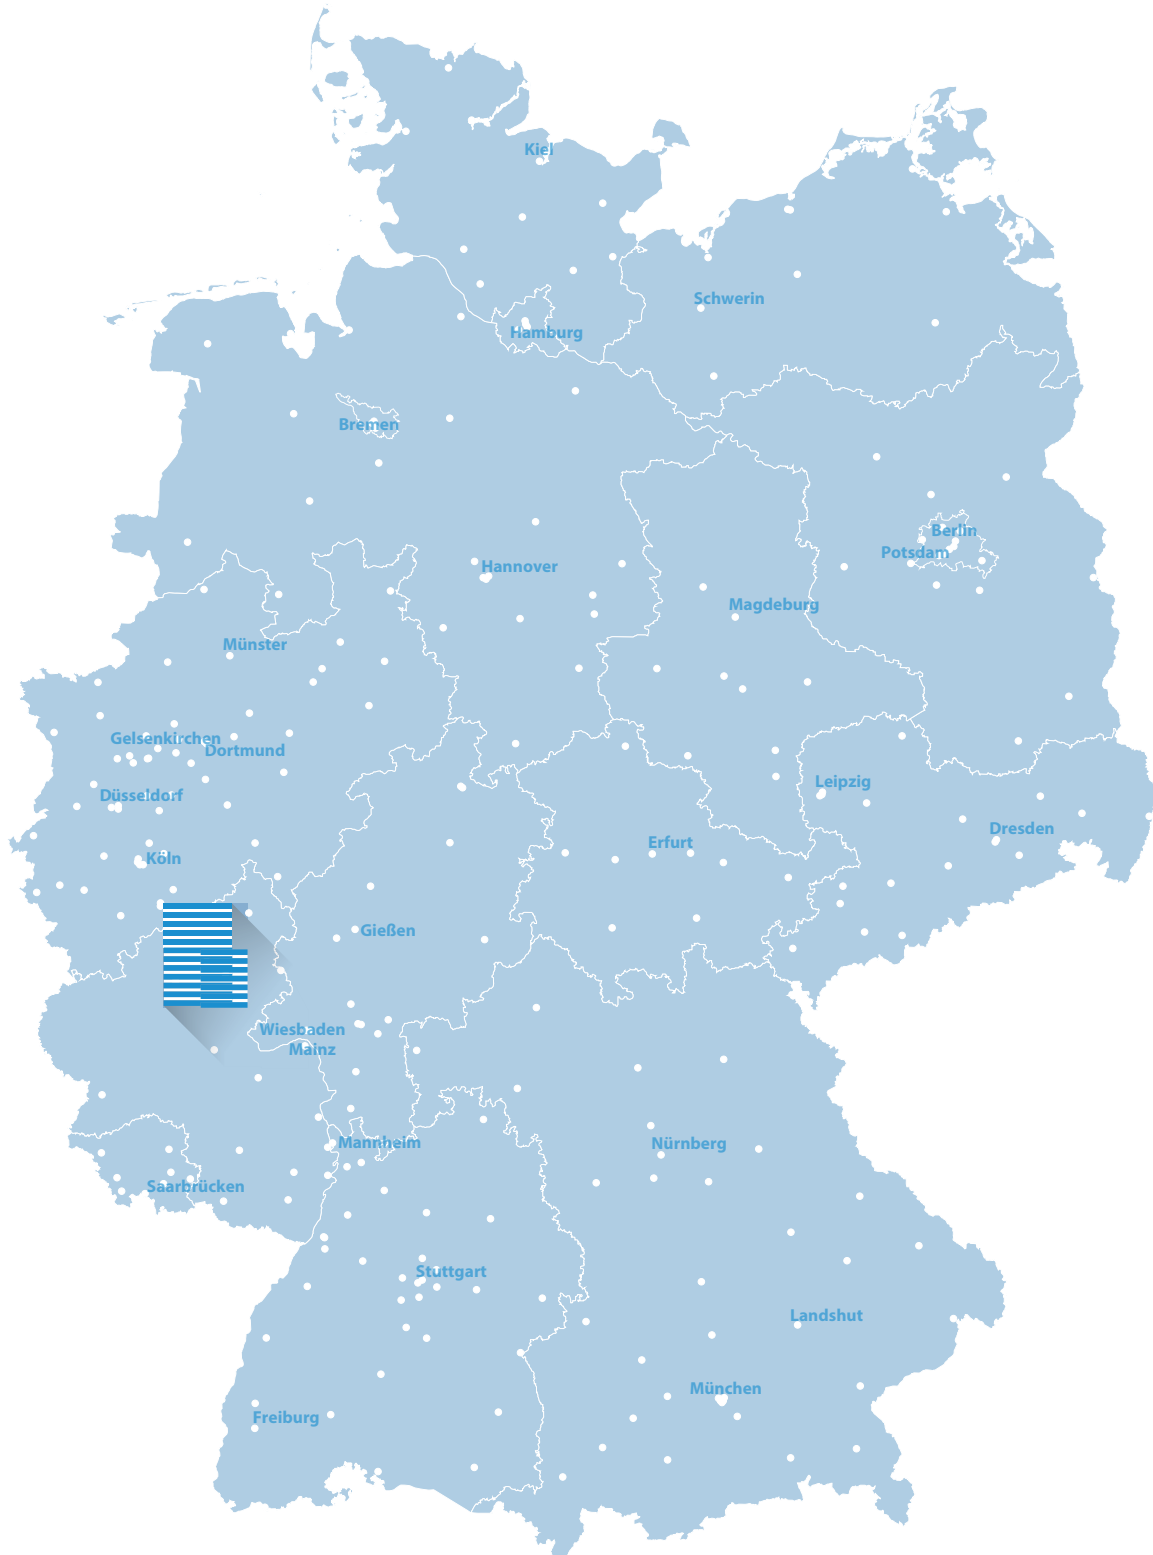 Kiel
Schwerin
Hamburg
Bremen
Berlin
Potsdam
Hannover
Magdeburg
Münster
Gelsenkirchen
Dortmund
Leipzig
Düsseldorf
Dresden
Erfurt
Köln
Gießen
Wiesbaden
Mainz
Mannheim
Nürnberg
Saarbrücken
Stuttgart
Landshut
München
Freiburg